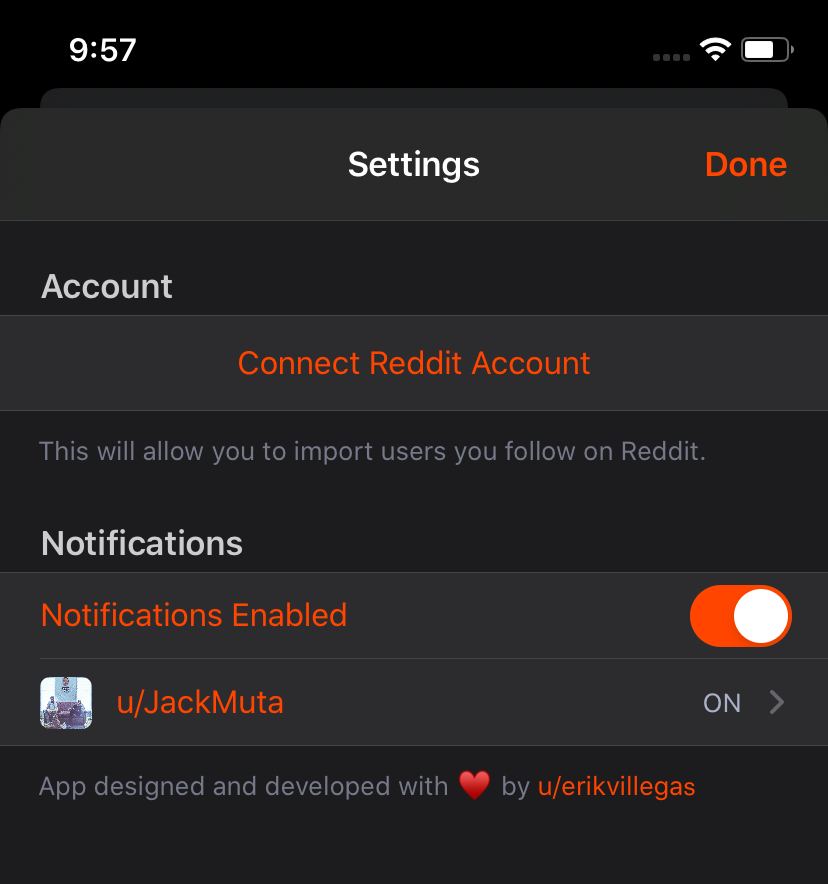 9:57
Settings
Done
Account
Connect Reddit Account
This will allow you to import users you follow on Reddit.
Notifications
Notifications Enabled
u/JackMuta
ON
App designed and developed with ♥️ by u/erikvillegas